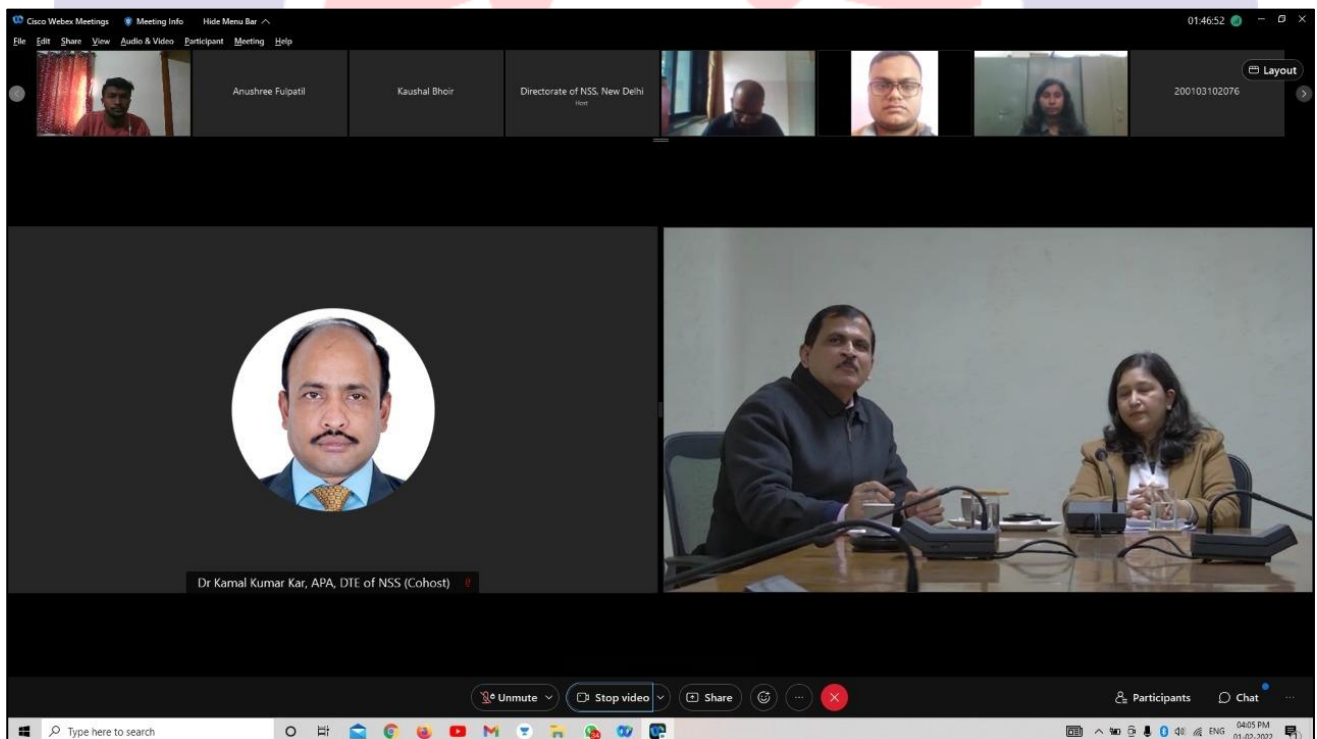 Cisco Webex Meetings Meeting Info Hide Menu Bar 01:46:52
File Edit Share View Audio & Video Participant Meeting Help
Layout
Anushree Fulpatil Kaushal Bhoir Directorate of NSS, New Delhi 200103102076
Host
Dr Kamal Kumar Kar, APA, DTE of NSS (Cohost)
Unmute Stop video Share Participants Chat
Type here to search ENG 04:05 PM
01-02-2022